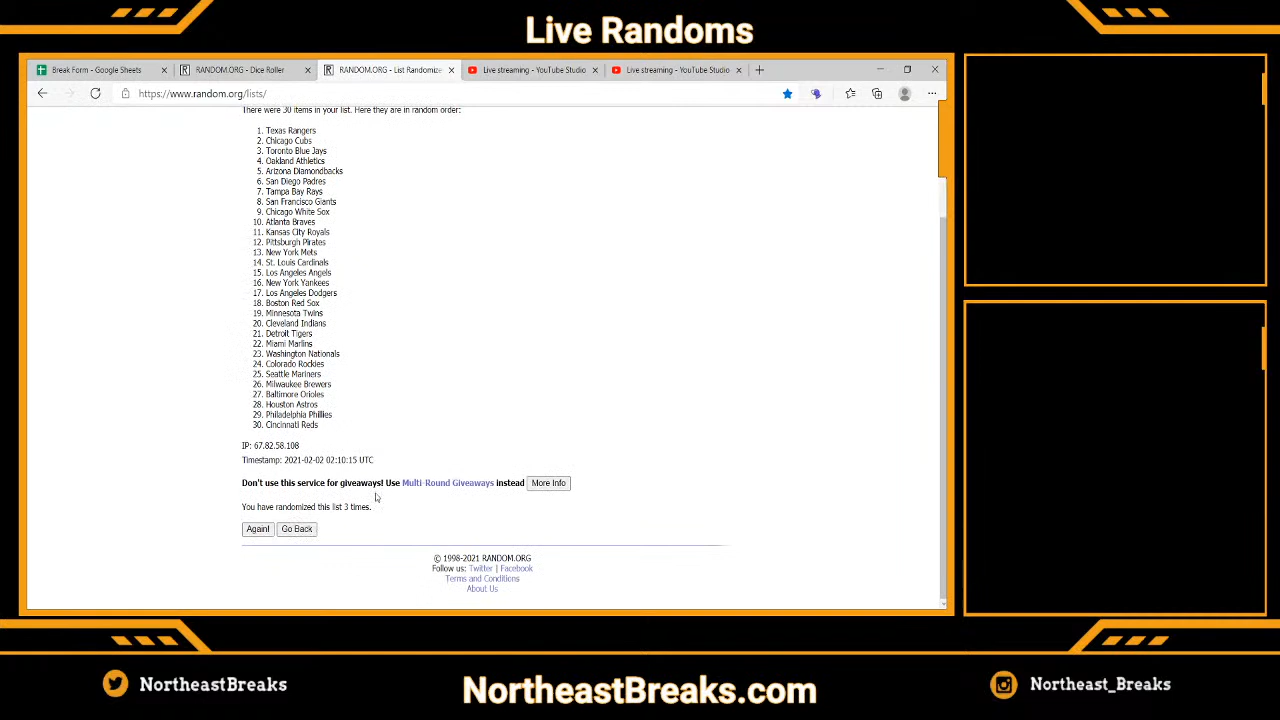 Live Randoms
Break Form - Google Sheets
RANDOM.ORG - Dice Roller
RANDOM.ORG - List Randomize
Live streaming - YouTube Studio
Live streaming - YouTube Studio
https://www.random.org/lists/
There were 30 items in your list. Here they are in random order:
1. Texas Rangers
2. Chicago Cubs
3. Toronto Blue Jays
4. Oakland Athletics
5. Arizona Diamondbacks
6. San Diego Padres
7. Tampa Bay Rays
8. San Francisco Giants
9. Chicago White Sox
10. Atlanta Braves
11. Kansas City Royals
12. Pittsburgh Pirates
13. New York Mets
14. St. Louis Cardinals
15. Los Angeles Angels
16. New York Yankees
17. Los Angeles Dodgers
18. Boston Red Sox
19. Minnesota Twins
20. Cleveland Indians
21. Detroit Tigers
22. Miami Marlins
23. Washington Nationals
24. Colorado Rockies
25. Seattle Mariners
26. Milwaukee Brewers
27. Baltimore Orioles
28. Houston Astros
29. Philadelphia Phillies
30. Cincinnati Reds
IP: 67.82.58.108
Timestamp: 2021-02-02 02:10:15 UTC
Don't use this service for giveaways! Use Multi-Round Giveaways instead More Info
You have randomized this list 3 times.
Again! Go Back
© 1998-2021 RANDOM.ORG
Follow us: Twitter | Facebook
Terms and Conditions
About Us
NortheastBreaks
NortheastBreaks.com
Northeast_Breaks